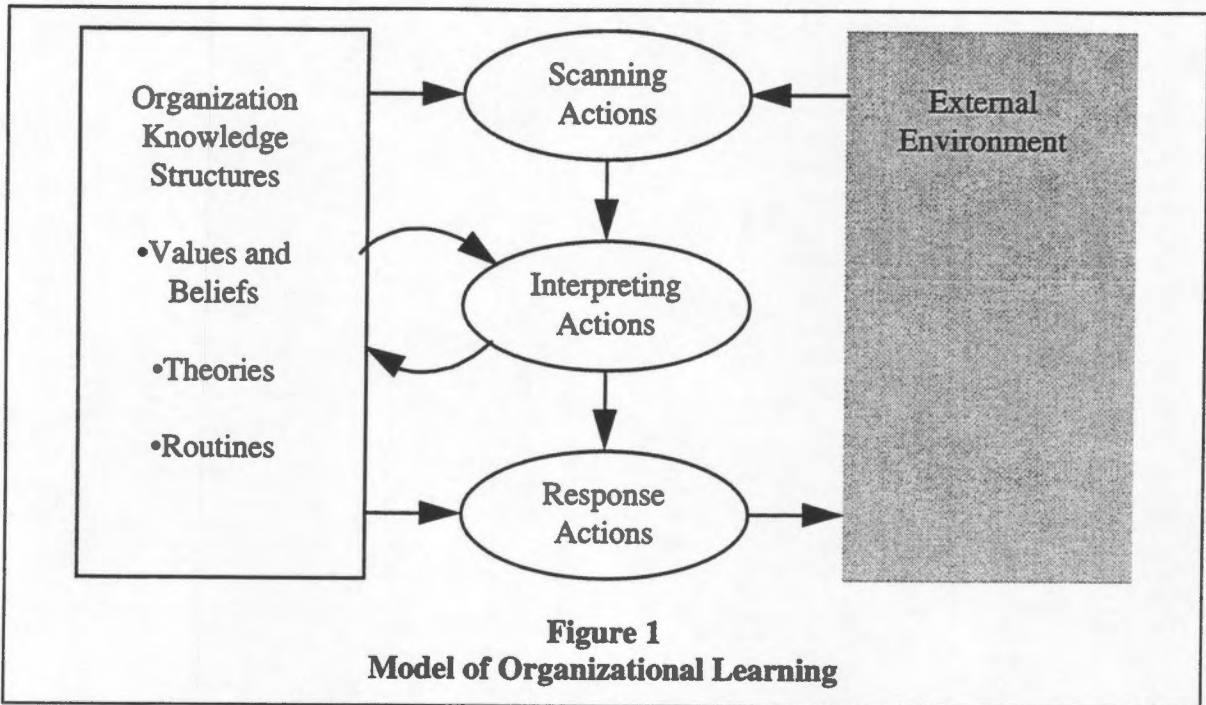 Organization
Knowledge
Structures
•Values and
Beliefs
•Theories
•Routines
Scanning
Actions
Interpreting
Actions
Response
Actions
External
Environment
Figure 1
Model of Organizational Learning